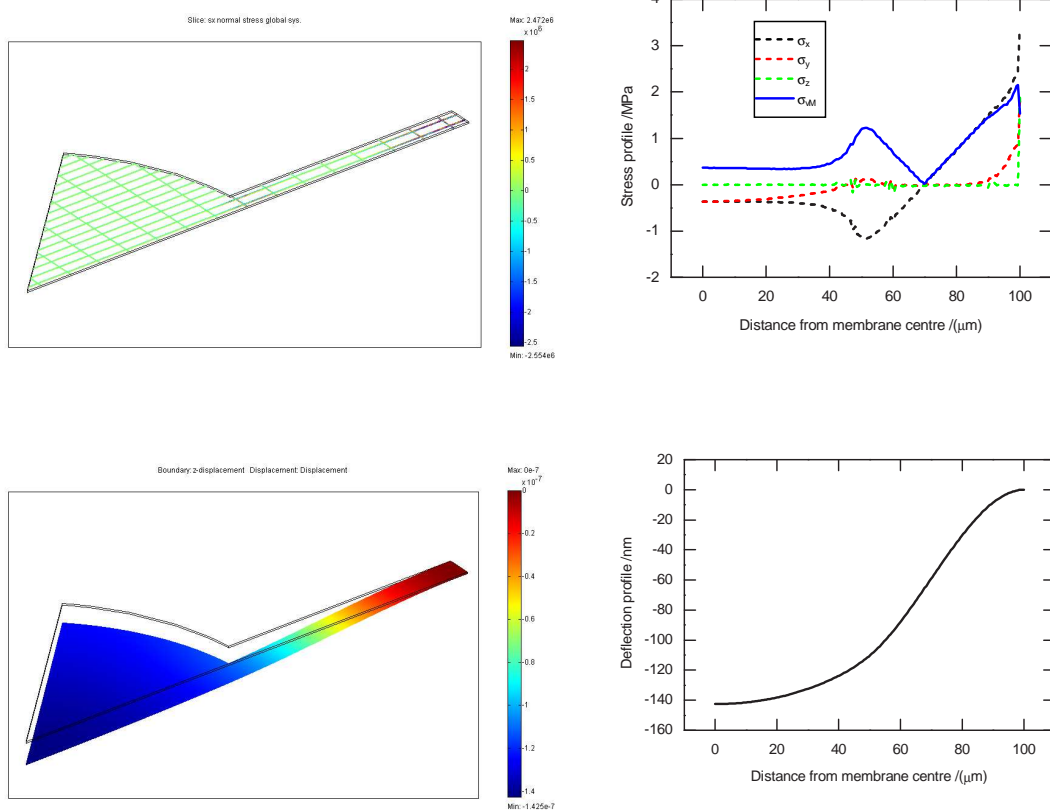 Slice: sx normal stress global sys.
Max: 2.472e6
x 10^6
2
1.5
1
0.5
0
-0.5
-1
-1.5
-2
-2.5
Min: -2.554e6
4
3
2
1
0
-1
-2
Stress profile /MPa
σx
σy
σz
σvM
0 20 40 60 80 100
Distance from membrane centre /(μm)
Boundary: z-displacement Displacement: Displacement
Max: 0e-7
x 10^-7
0
-0.2
-0.4
-0.6
-0.8
-1
-1.2
-1.4
Min: -1.425e-7
20
0
-20
-40
-60
-80
-100
-120
-140
-160
Deflection profile /nm
0 20 40 60 80 100
Distance from membrane centre /(μm)